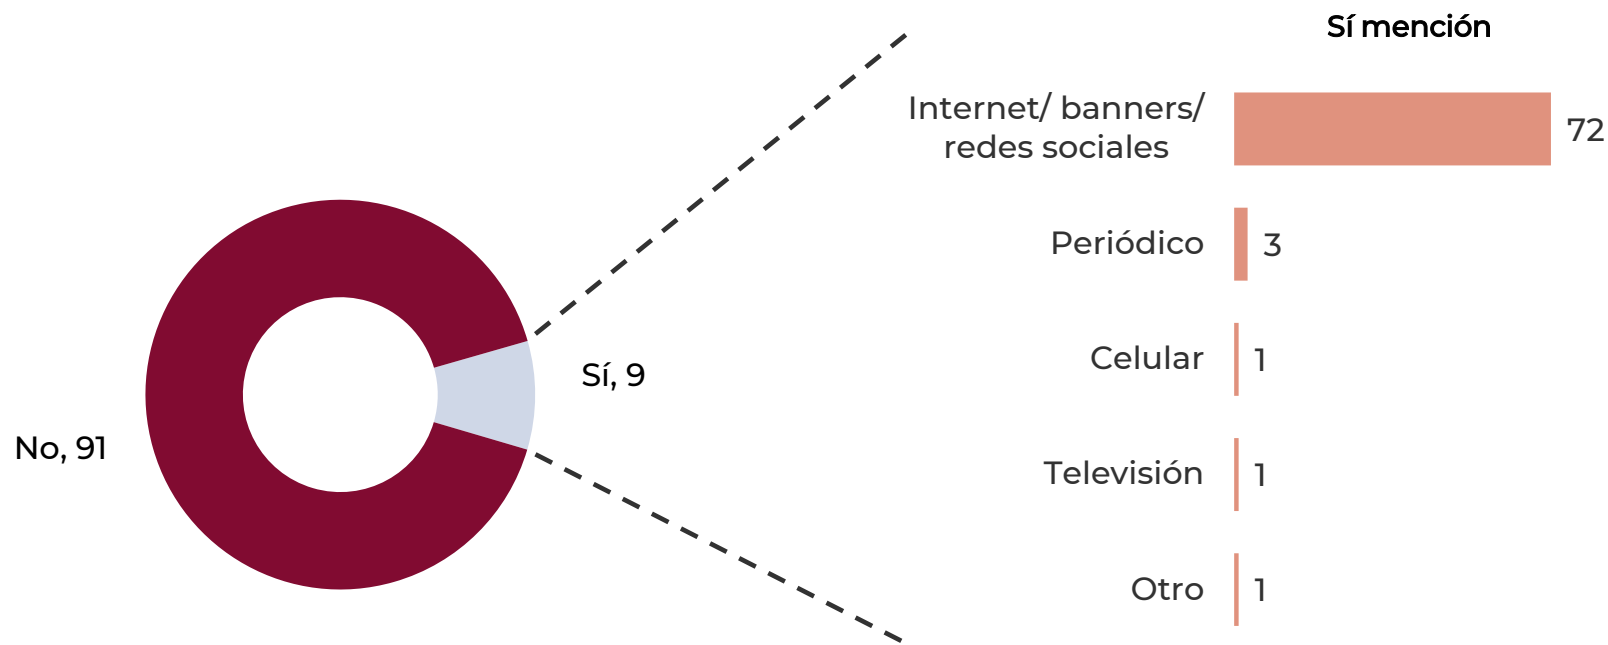 Sí mención
Internet/ banners/
redes sociales
72
Periódico
3
Celular
1
Televisión
1
Otro
1
Sí, 9
No, 91